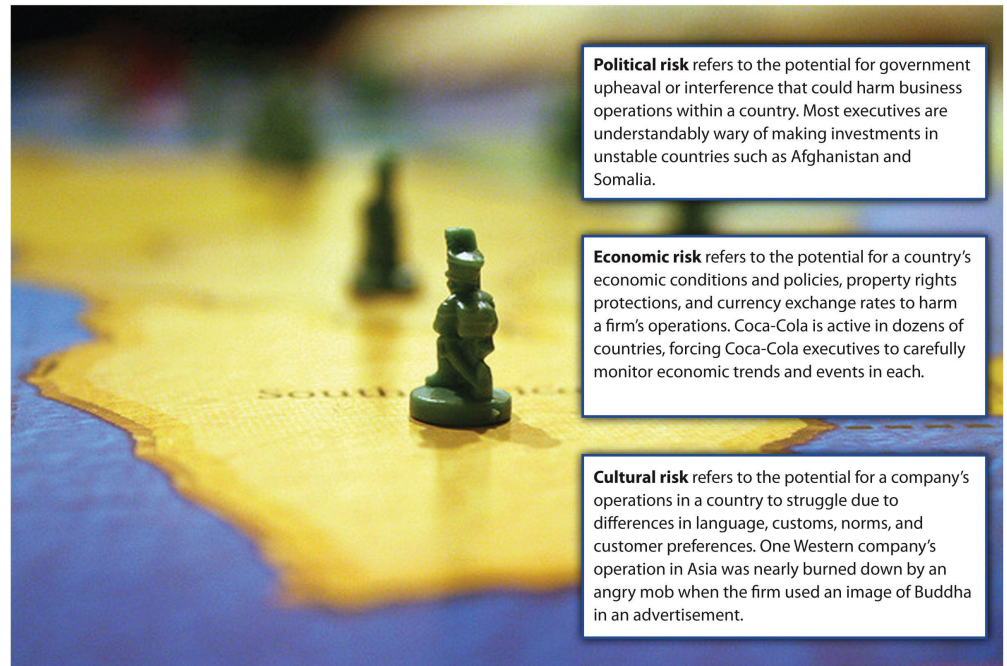 Political risk refers to the potential for government
upheaval or interference that could harm business
operations within a country. Most executives are
understandably wary of making investments in
unstable countries such as Afghanistan and
Somalia.
Economic risk refers to the potential for a country’s
economic conditions and policies, property rights
protections, and currency exchange rates to harm
a firm’s operations. Coca-Cola is active in dozens of
countries, forcing Coca-Cola executives to carefully
monitor economic trends and events in each.
South
Cultural risk refers to the potential for a company’s
operations in a country to struggle due to
differences in language, customs, norms, and
customer preferences. One Western company’s
operation in Asia was nearly burned down by an
angry mob when the firm used an image of Buddha
in an advertisement.